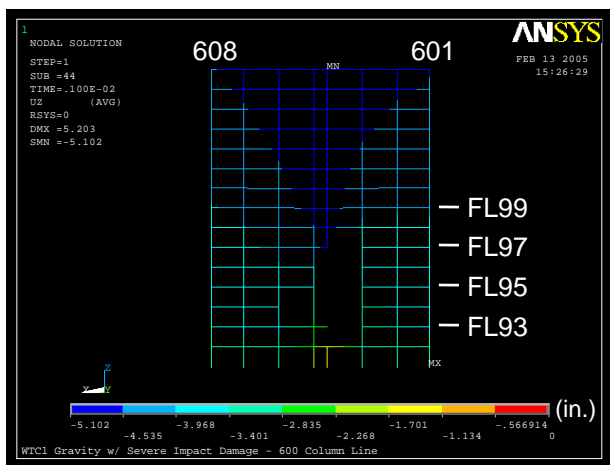 1
ANSYS
NODAL SOLUTION
608
601
FEB 13 2005
15:26:29
STEP=1
SUB =44
TIME=.100E-02
UZ (AVG)
RSYS=0
DMX =5.203
SMN =-5.102
MN
FL99
FL97
FL95
FL93
MX
Z
X Y
(in.)
-5.102 -3.968 -2.835 -1.701 -.566914
-4.535 -3.401 -2.268 -1.134 0
WTC1 Gravity w/ Severe Impact Damage - 600 Column Line